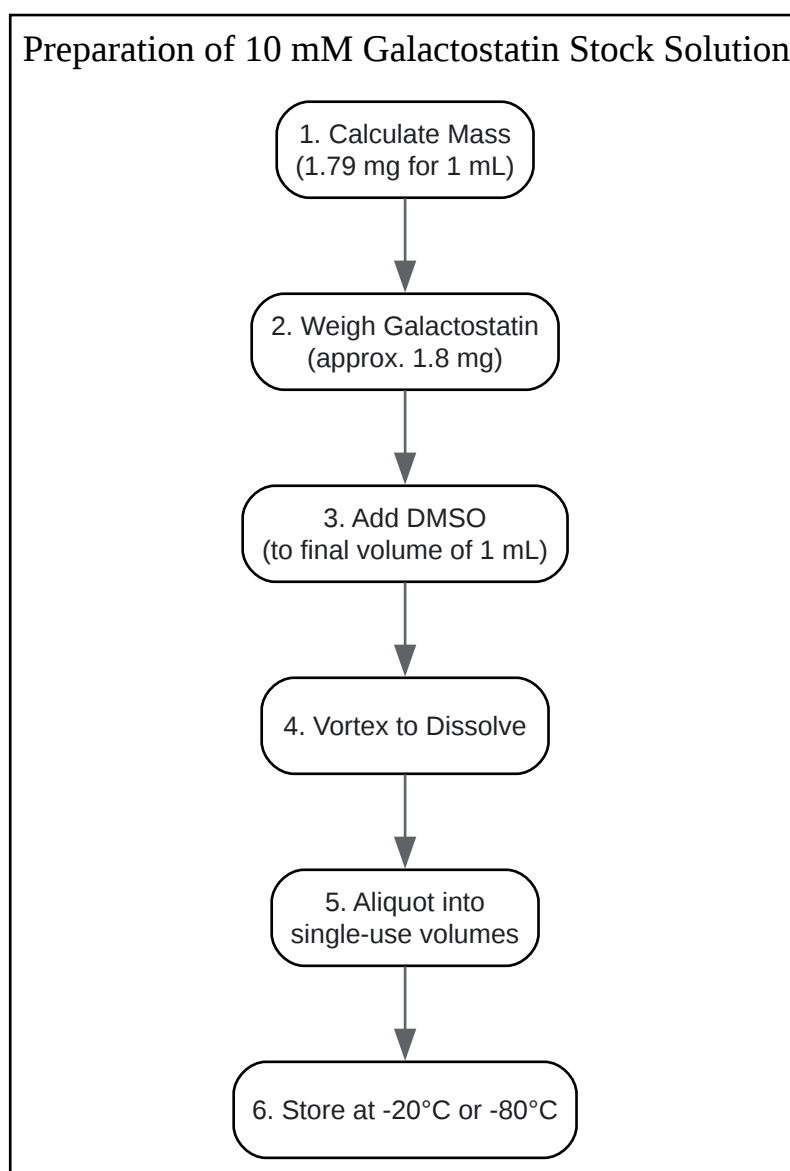 Preparation of 10 mM Galactostatin Stock Solution
1. Calculate Mass
(1.79 mg for 1 mL)
2. Weigh Galactostatin
(approx. 1.8 mg)
3. Add DMSO
(to final volume of 1 mL)
4. Vortex to Dissolve
5. Aliquot into
single-use volumes
6. Store at -20°C or -80°C